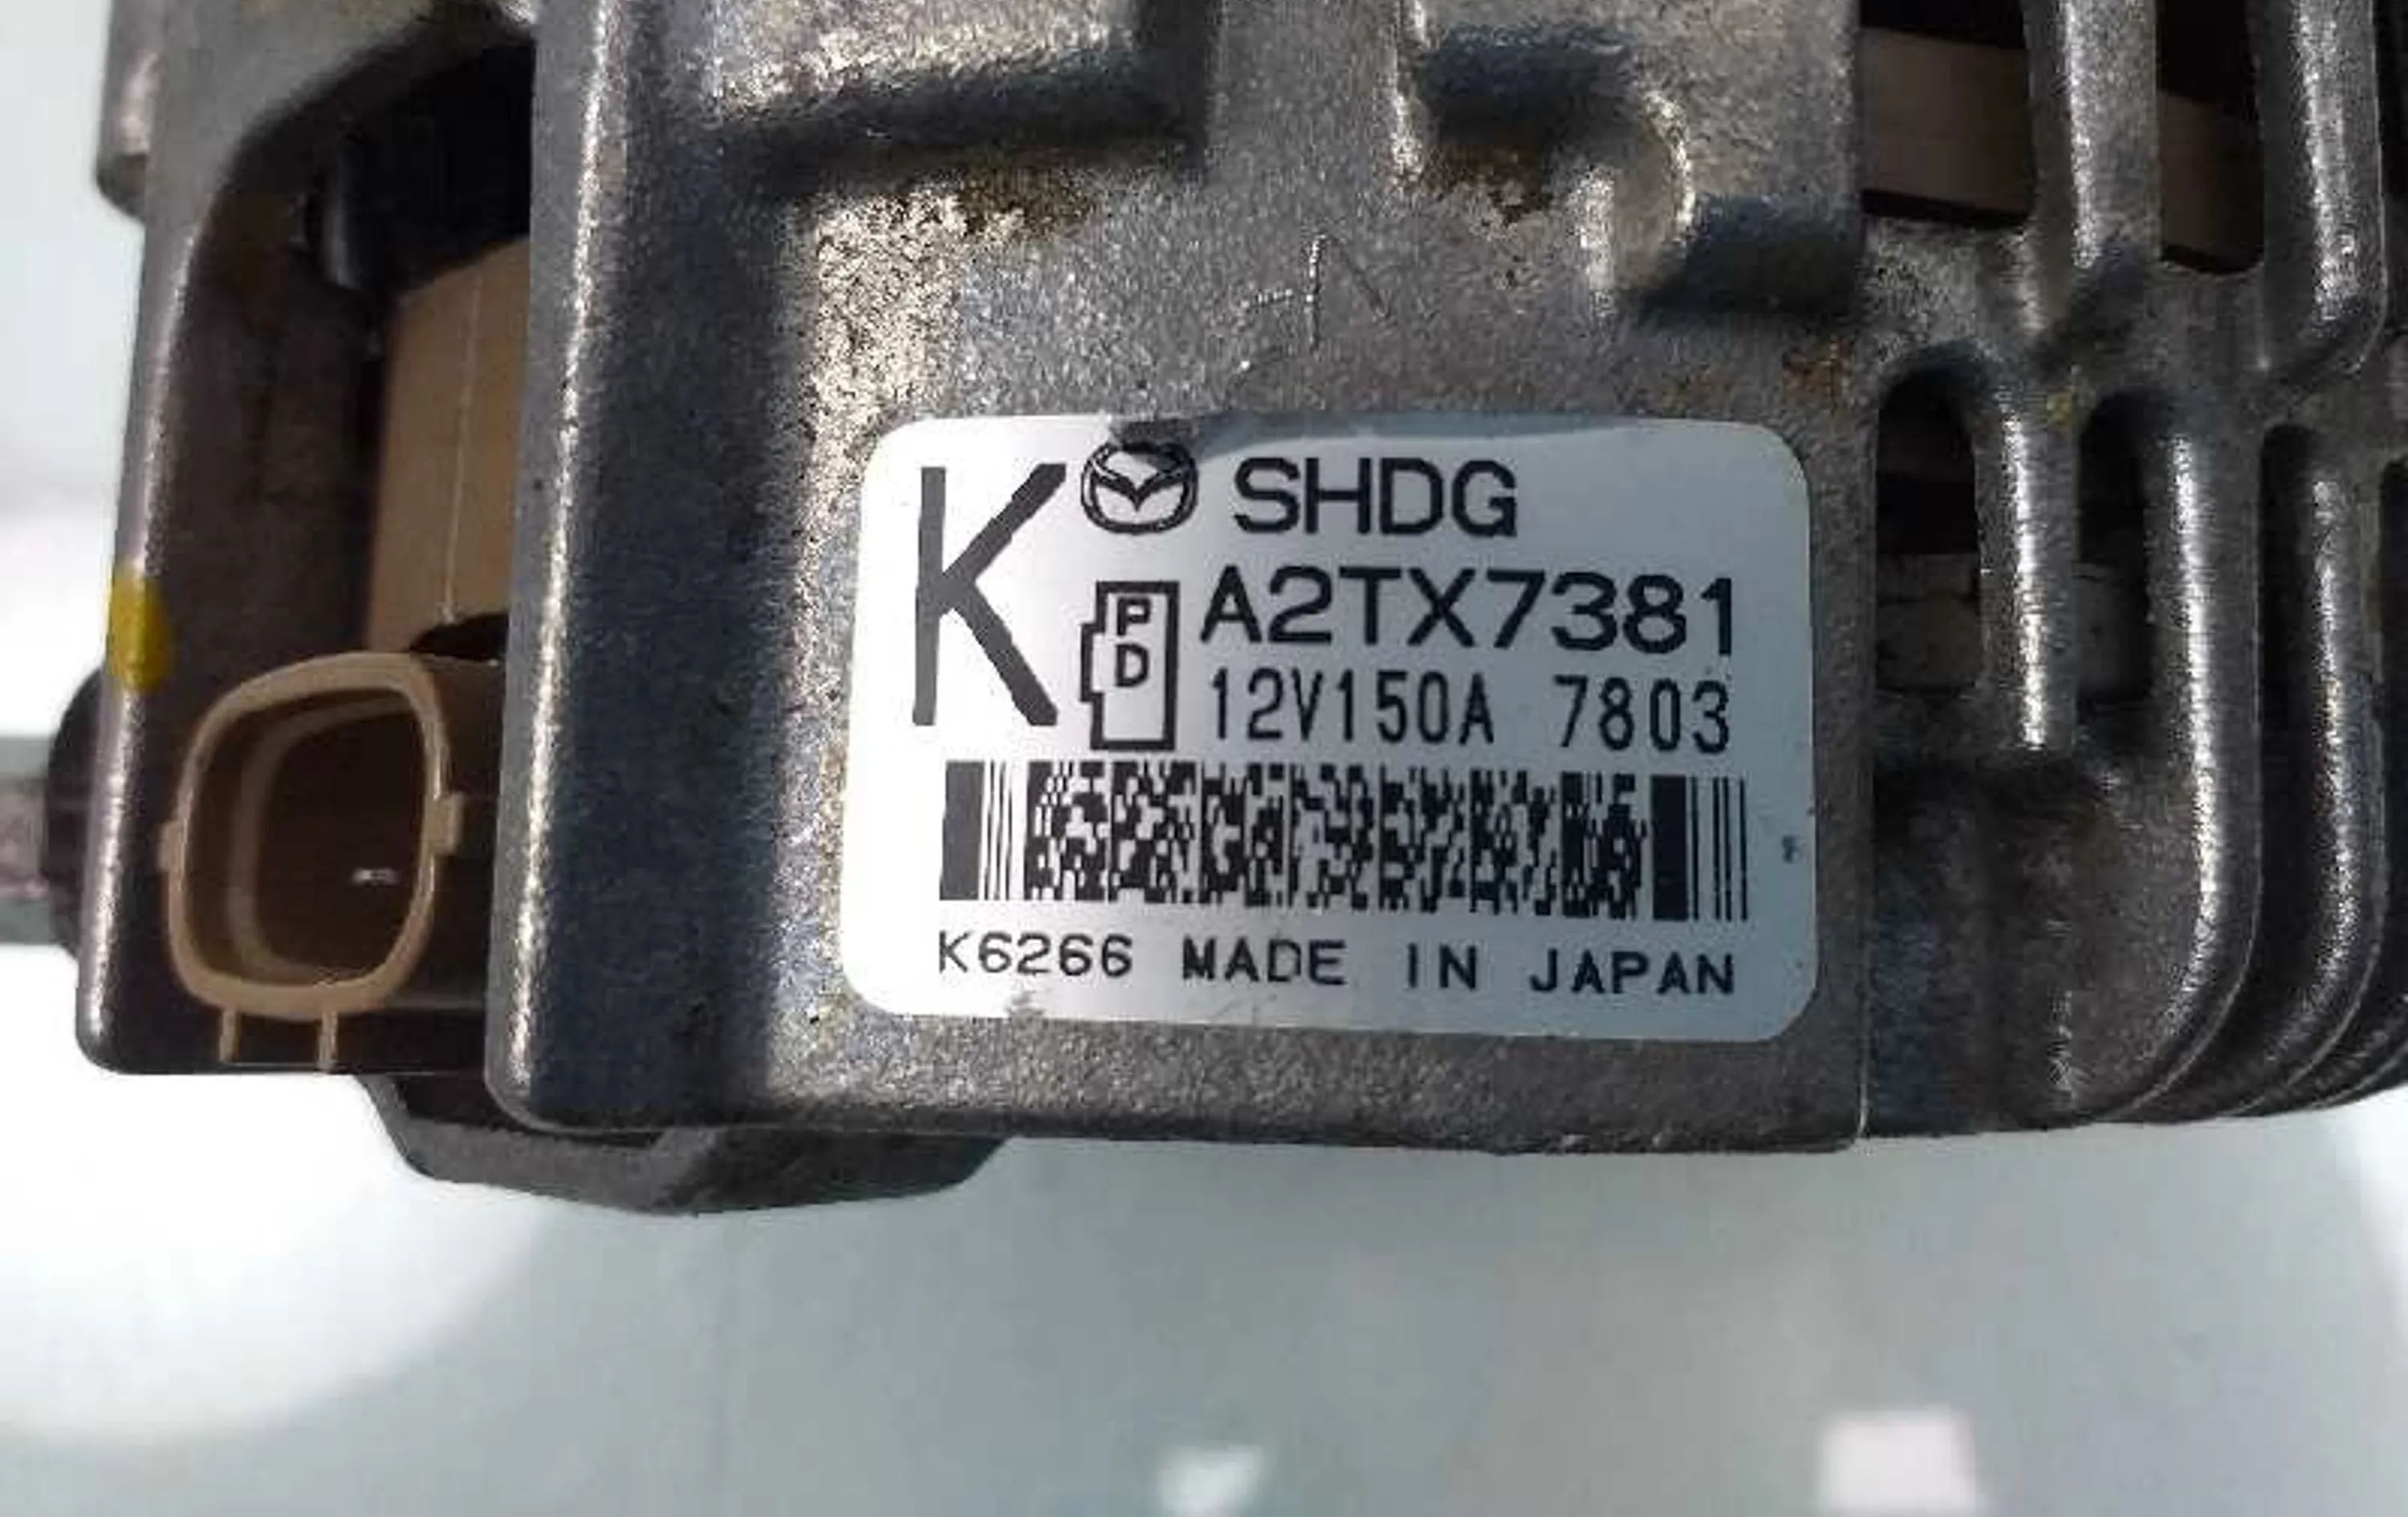 K SHDG
P D A2TX7381
12V150A 7803
K6266 MADE IN JAPAN